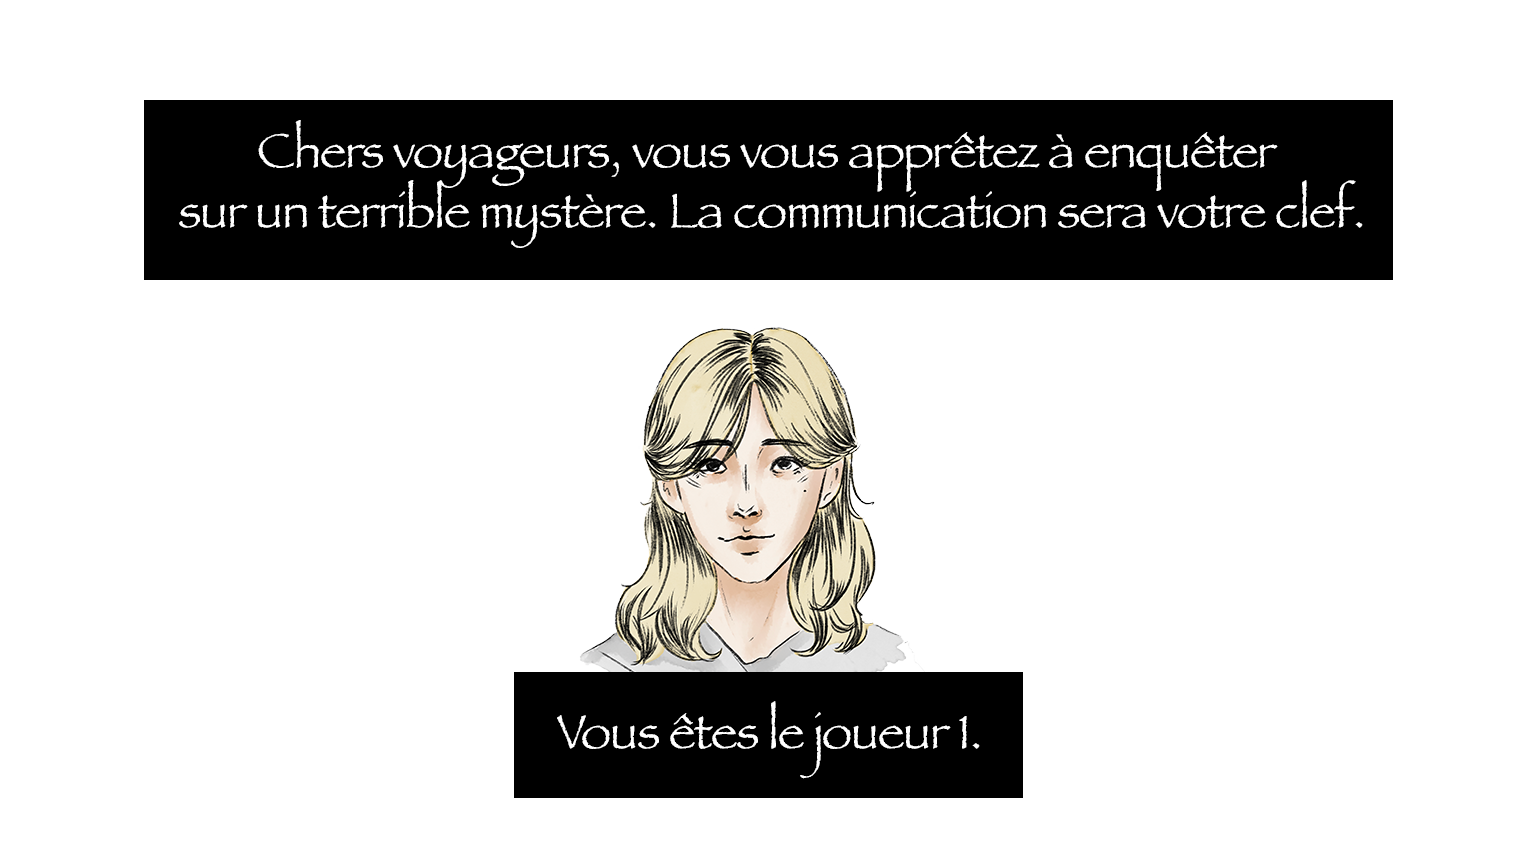 Chers voyageurs, vous vous apprêtez à enquêter
sur un terrible mystère. La communication sera votre clef.
Vous êtes le joueur 1.